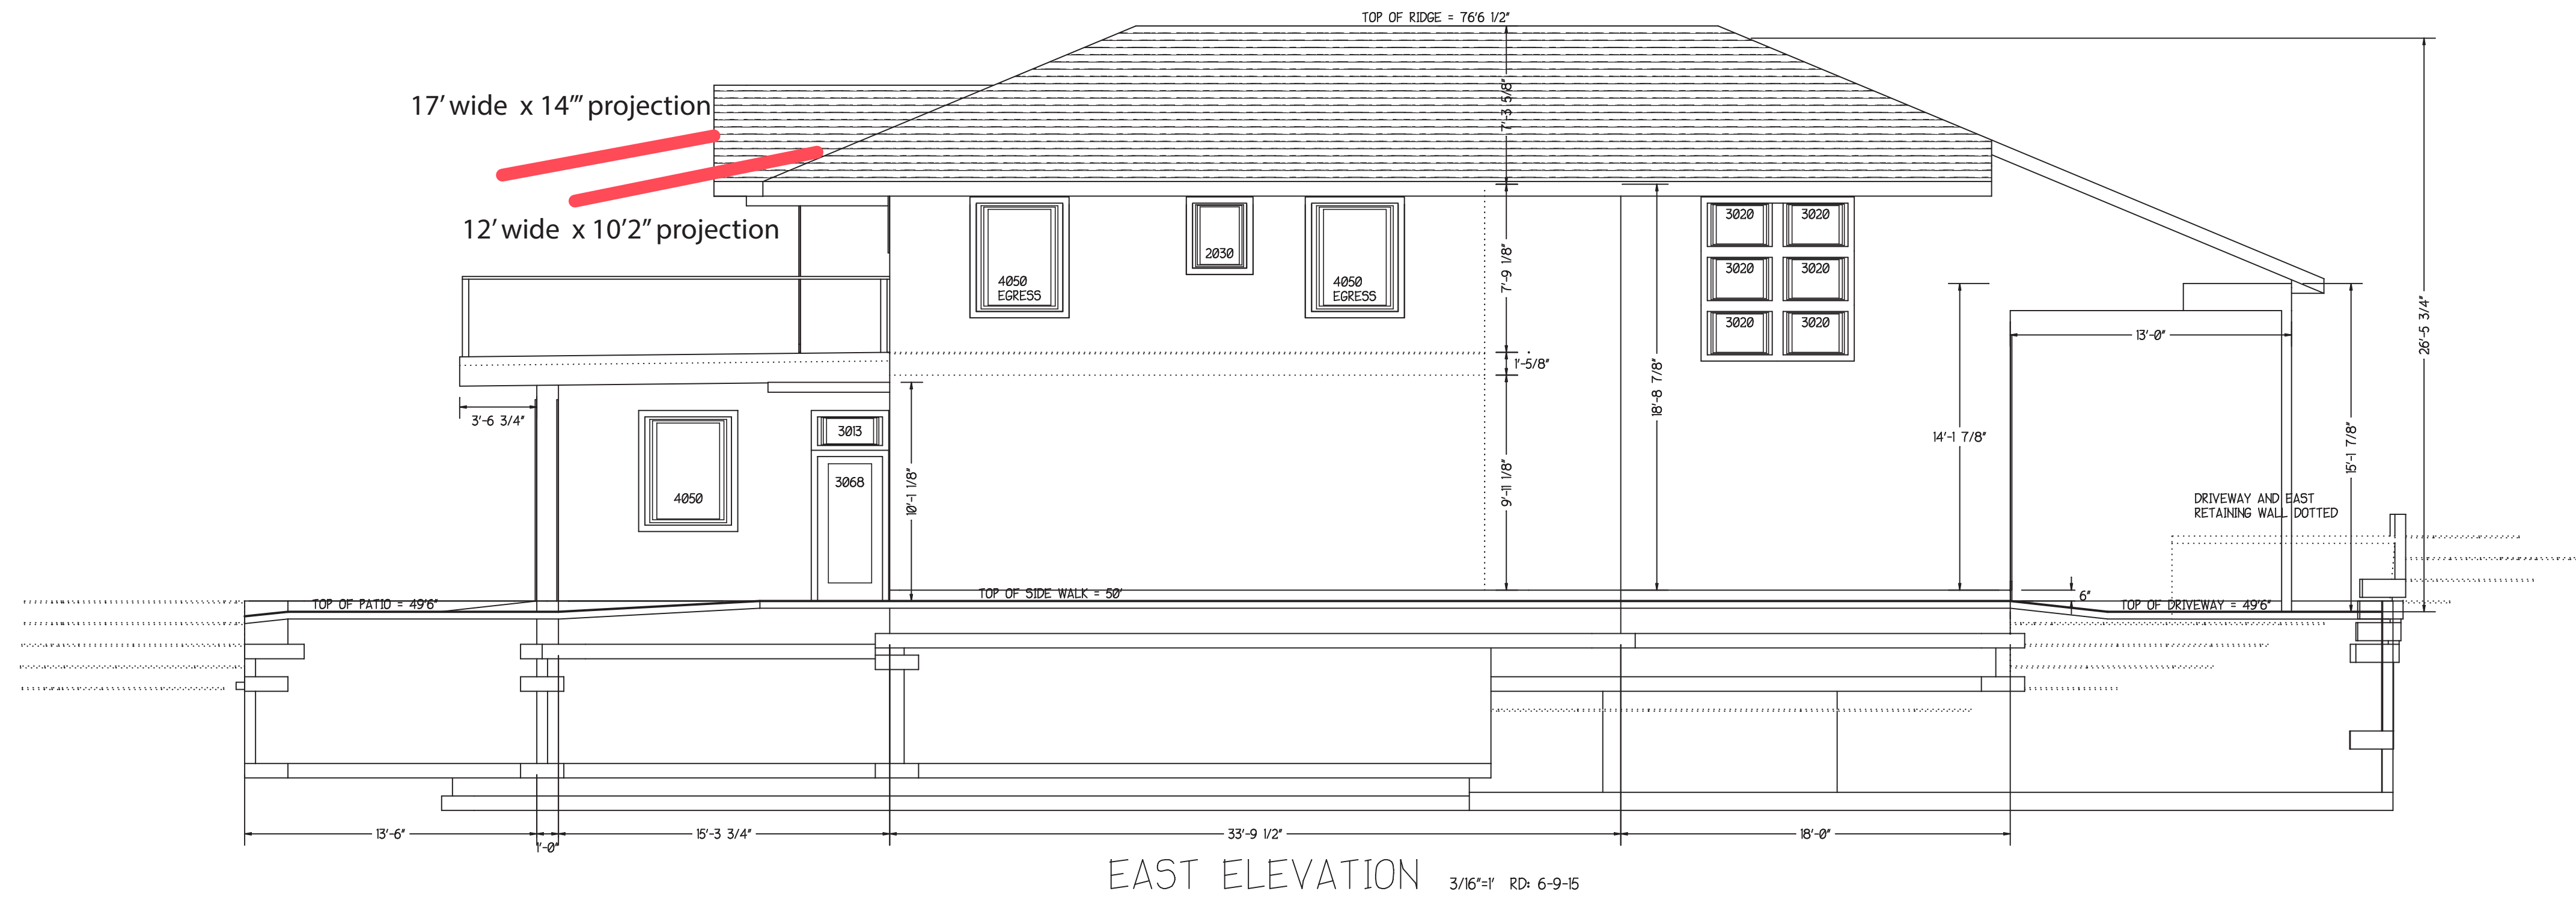 TOP OF RIDGE = 76'6 1/2"
17' wide  x 14'" projection
7'-3 5/8"
12' wide  x 10'2" projection
3020
3020
2030
4050
EGRESS
4050
EGRESS
7'-9 1/8"
3020
3020
3020
3020
26'-5 3/4"
13'-0"
1'-5/8"
18'-8 7/8"
3'-6 3/4"
3013
14'-1 7/8"
15'-1 7/8"
4050
3068
10'-1 1/8"
9'-11 1/8"
DRIVEWAY AND EAST
RETAINING WALL DOTTED
TOP OF PATIO = 49'6"
TOP OF SIDE WALK = 50'
6"
TOP OF DRIVEWAY = 49'6"
13'-6"
1'-0"
15'-3 3/4"
33'-9 1/2"
18'-0"
EAST ELEVATION
3/16"=1'   RD: 6-9-15